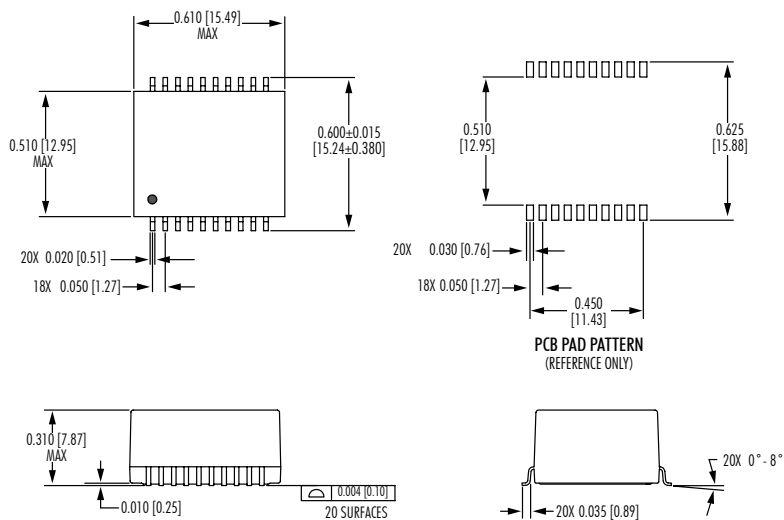 0.610 [15.49]
MAX
0.510 [12.95]
MAX
0.600±0.015
[15.24±0.380]
20X 0.020 [0.51]
18X 0.050 [1.27]
0.510
[12.95]
0.625
[15.88]
20X 0.030 [0.76]
18X 0.050 [1.27]
0.450
[11.43]
PCB PAD PATTERN
(REFERENCE ONLY)
0.310 [7.87]
MAX
0.010 [0.25]
0.004 [0.10]
20 SURFACES
20X 0°-8°
20X 0.035 [0.89]